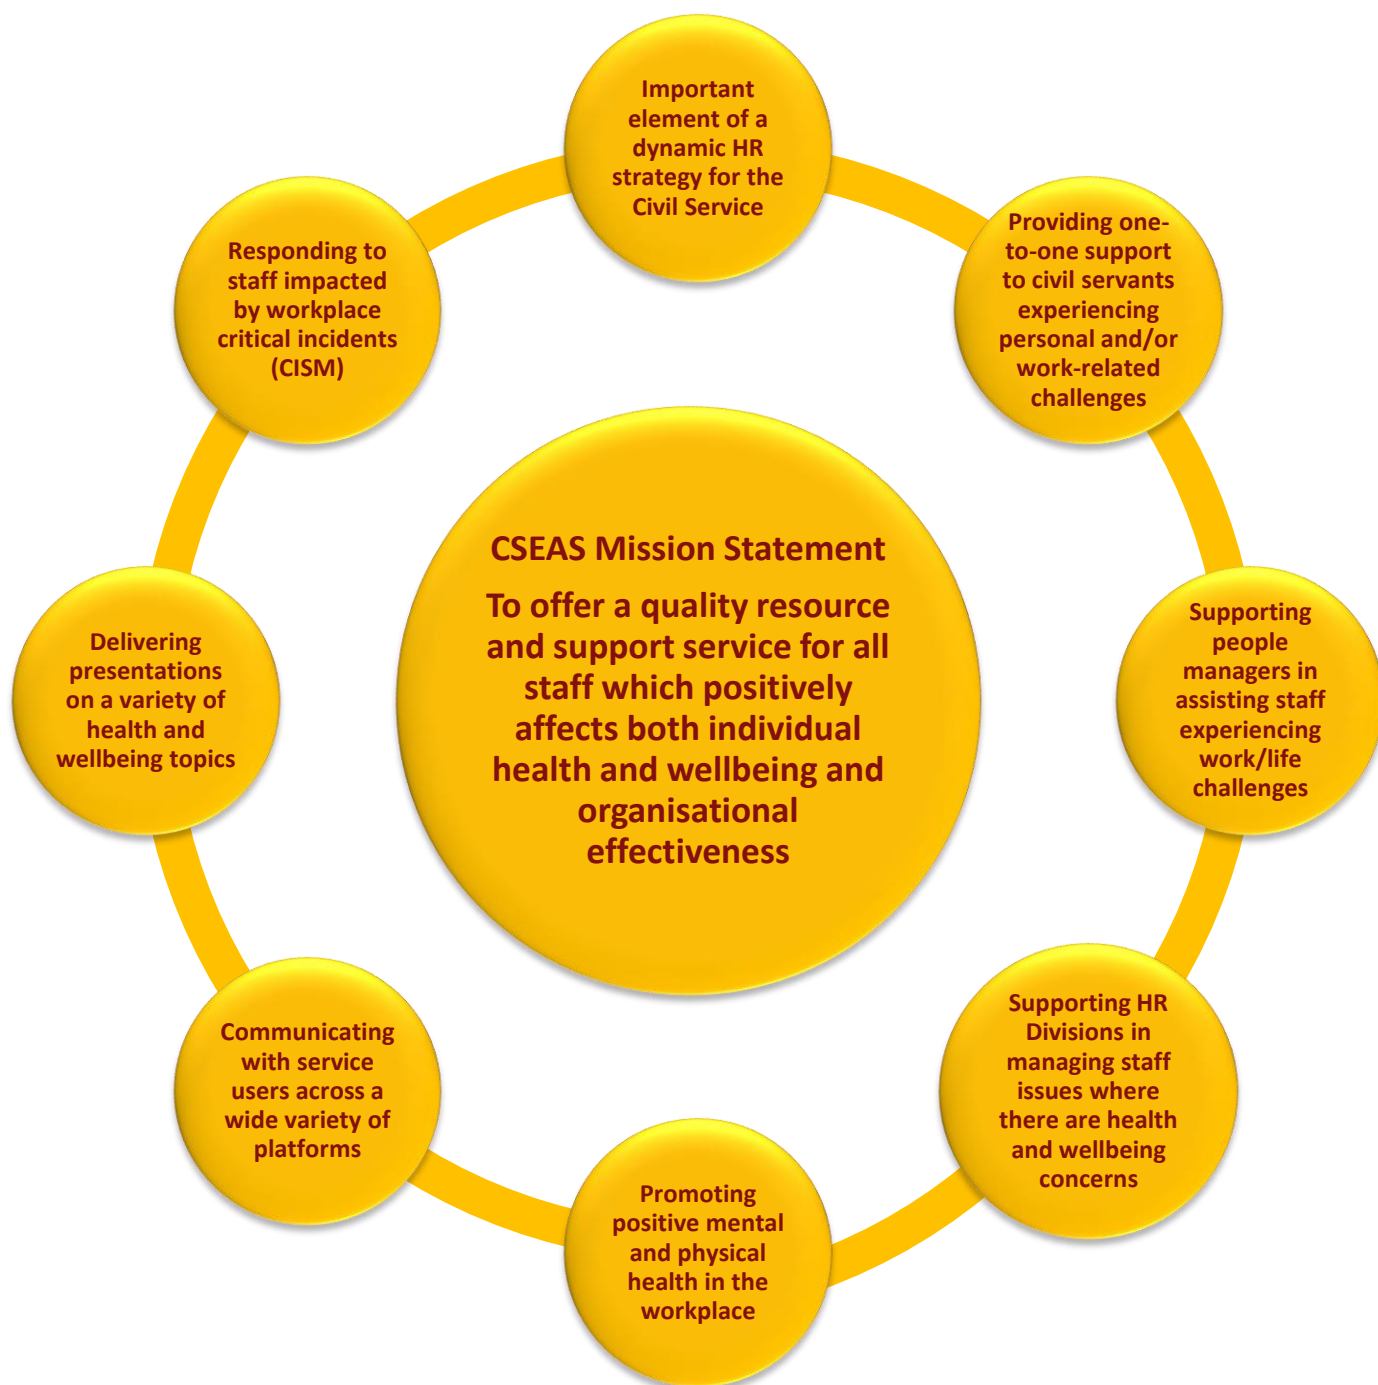 Important
element of a
dynamic HR
strategy for the
Civil Service
Providing one-
to-one support
to civil servants
experiencing
personal and/or
work-related
challenges
Supporting
people
managers in
assisting staff
experiencing
work/life
challenges
Supporting HR
Divisions in
managing staff
issues where
there are health
and wellbeing
concerns
Promoting
positive mental
and physical
health in the
workplace
Communicating
with service
users across a
wide variety of
platforms
Delivering
presentations
on a variety of
health and
wellbeing topics
Responding to
staff impacted
by workplace
critical incidents
(CISM)
CSEAS Mission Statement
To offer a quality resource
and support service for all
staff which positively
affects both individual
health and wellbeing and
organisational
effectiveness